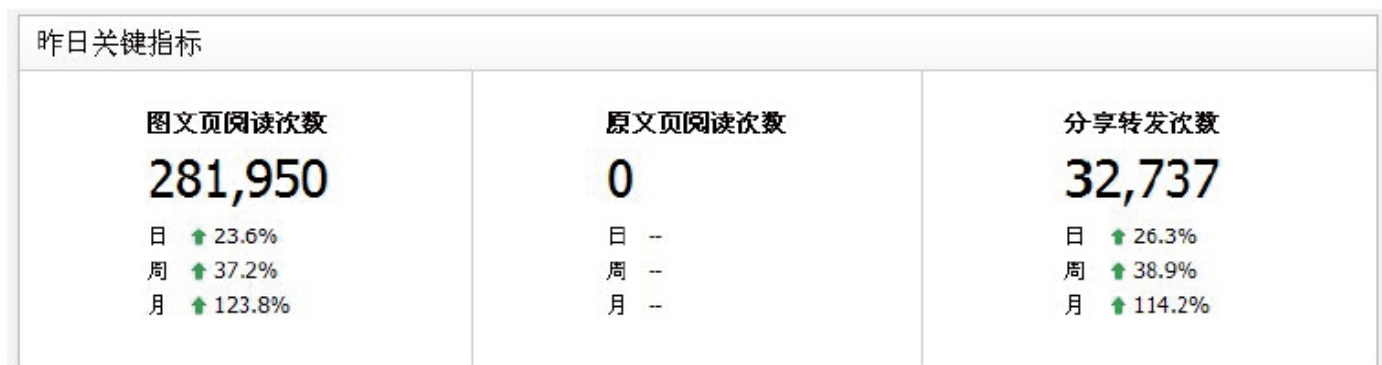 昨日关键指标
图文页阅读次数
281,950
日 23.6%
周 37.2%
月 123.8%
原文页阅读次数
0
日 --
周 --
月 --
分享转发次数
32,737
日 26.3%
周 38.9%
月 114.2%